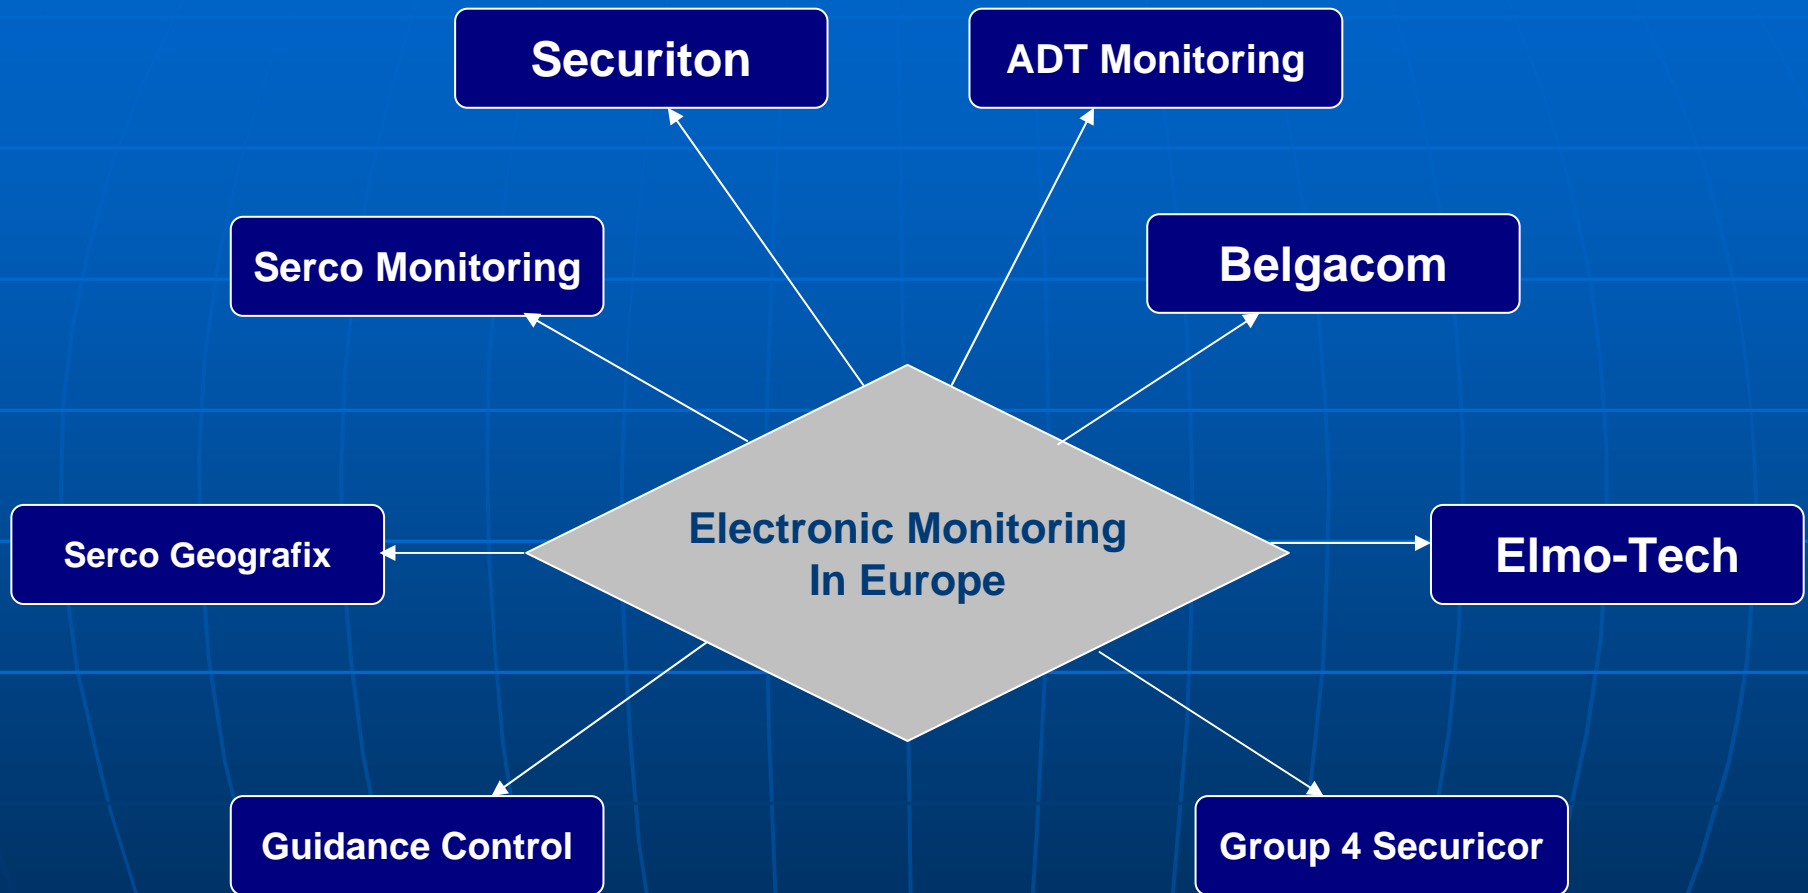 Securiton
ADT Monitoring
Serco Monitoring
Belgacom
Electronic Monitoring
In Europe
Serco Geografix
Elmo-Tech
Guidance Control
Group 4 Securicor